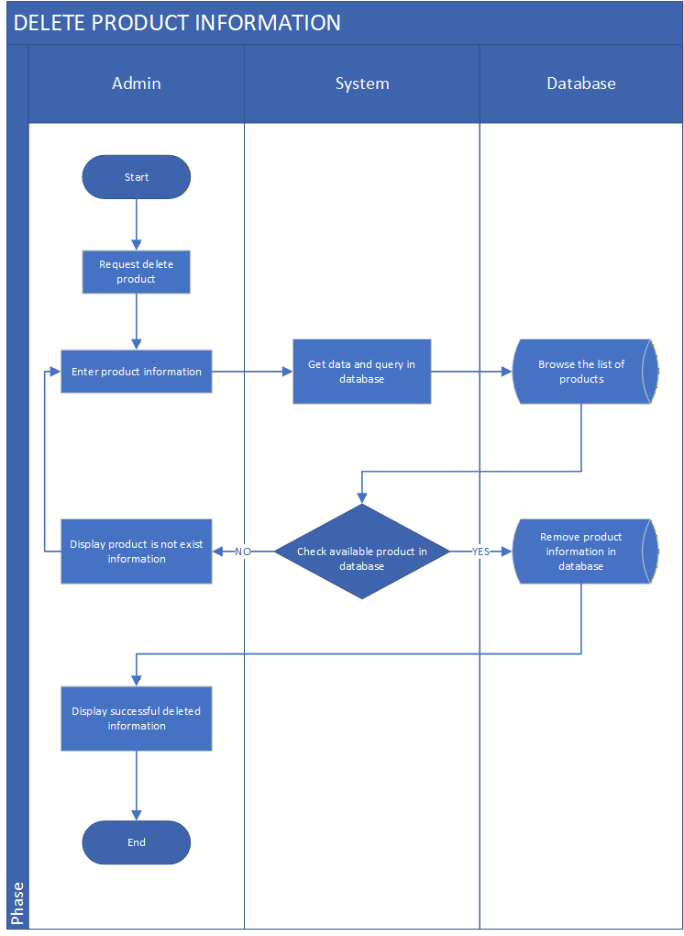 DELETE PRODUCT INFORMATION
Admin
System
Database
Start
Request delete
product
Enter product information
Get data and query in
database
Browse the list of
products
Display product is not exist
information
NO
Check available product in
database
YES
Remove product
information in
database
Display successful deleted
information
End
Phase